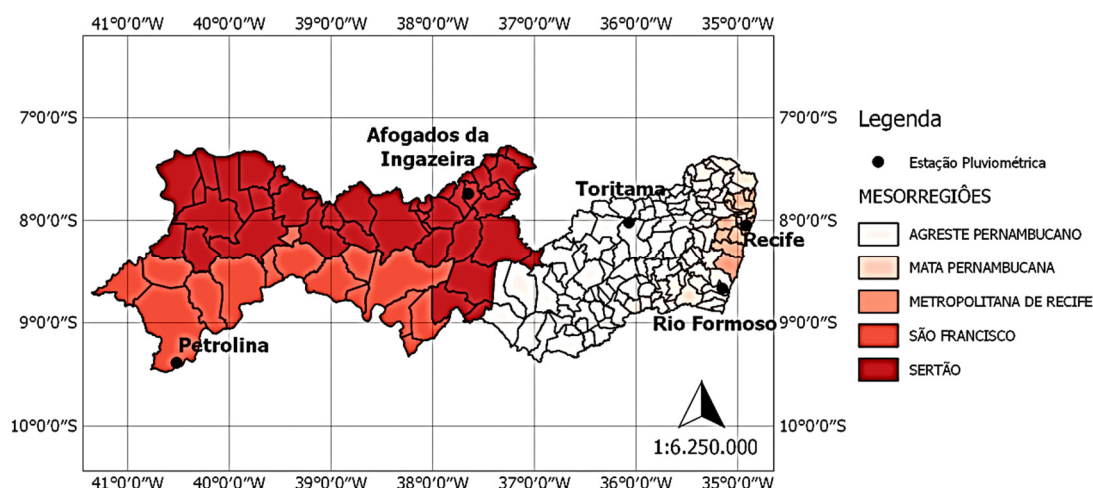 41°0′0″W 40°0′0″W 39°0′0″W 38°0′0″W 37°0′0″W 36°0′0″W 35°0′0″W
7°0′0″S
7°0′0″S
Afogados da
Ingazeira
Toritama
8°0′0″S
8°0′0″S
Recife
Rio Formoso
9°0′0″S
9°0′0″S
Petrolina
10°0′0″S
10°0′0″S
1:6.250.000
41°0′0″W 40°0′0″W 39°0′0″W 38°0′0″W 37°0′0″W 36°0′0″W 35°0′0″W
Legenda
Estação Pluviométrica
MESORREGIÔES
AGRESTE PERNAMBUCANO
MATA PERNAMBUCANA
METROPOLITANA DE RECIFE
SÃO FRANCISCO
SERTÃO